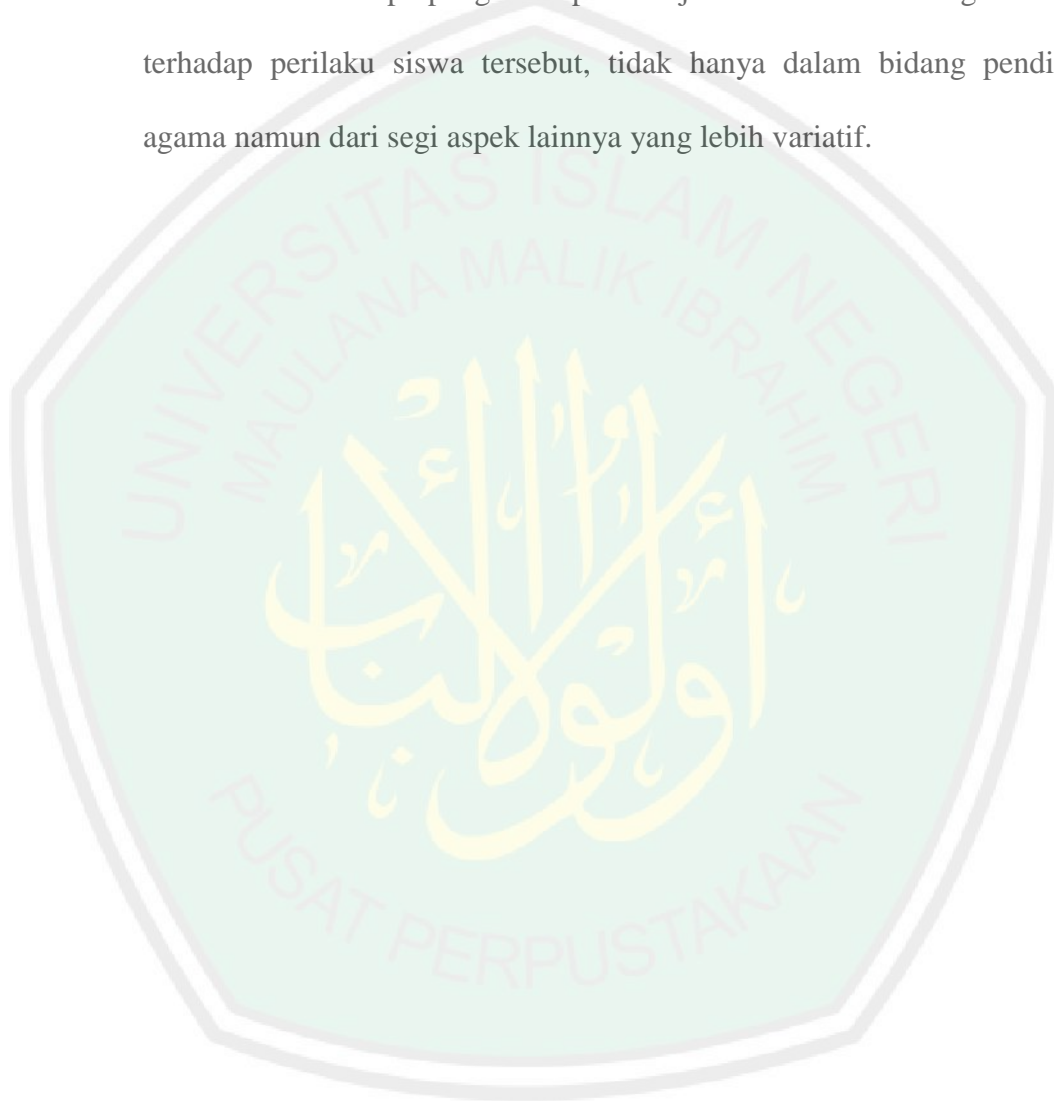 terhadap perilaku siswa tersebut, tidak hanya dalam bidang pendi
agama namun dari segi aspek lainnya yang lebih variatif.
UNIVERSITAS ISLAM NEGERI
MAULANA MALIK IBRAHIM
أولوا الألباب
PUSAT PERPUSTAKAAN